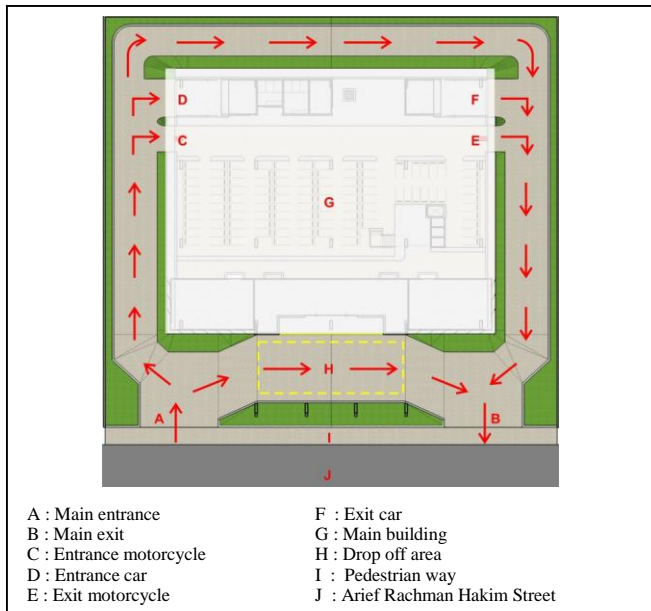 D
F
C
E
G
H
A
B
I
J
A : Main entrance
B : Main exit
C : Entrance motorcycle
D : Entrance car
E : Exit motorcycle
F : Exit car
G : Main building
H : Drop off area
I : Pedestrian way
J : Arief Rachman Hakim Street